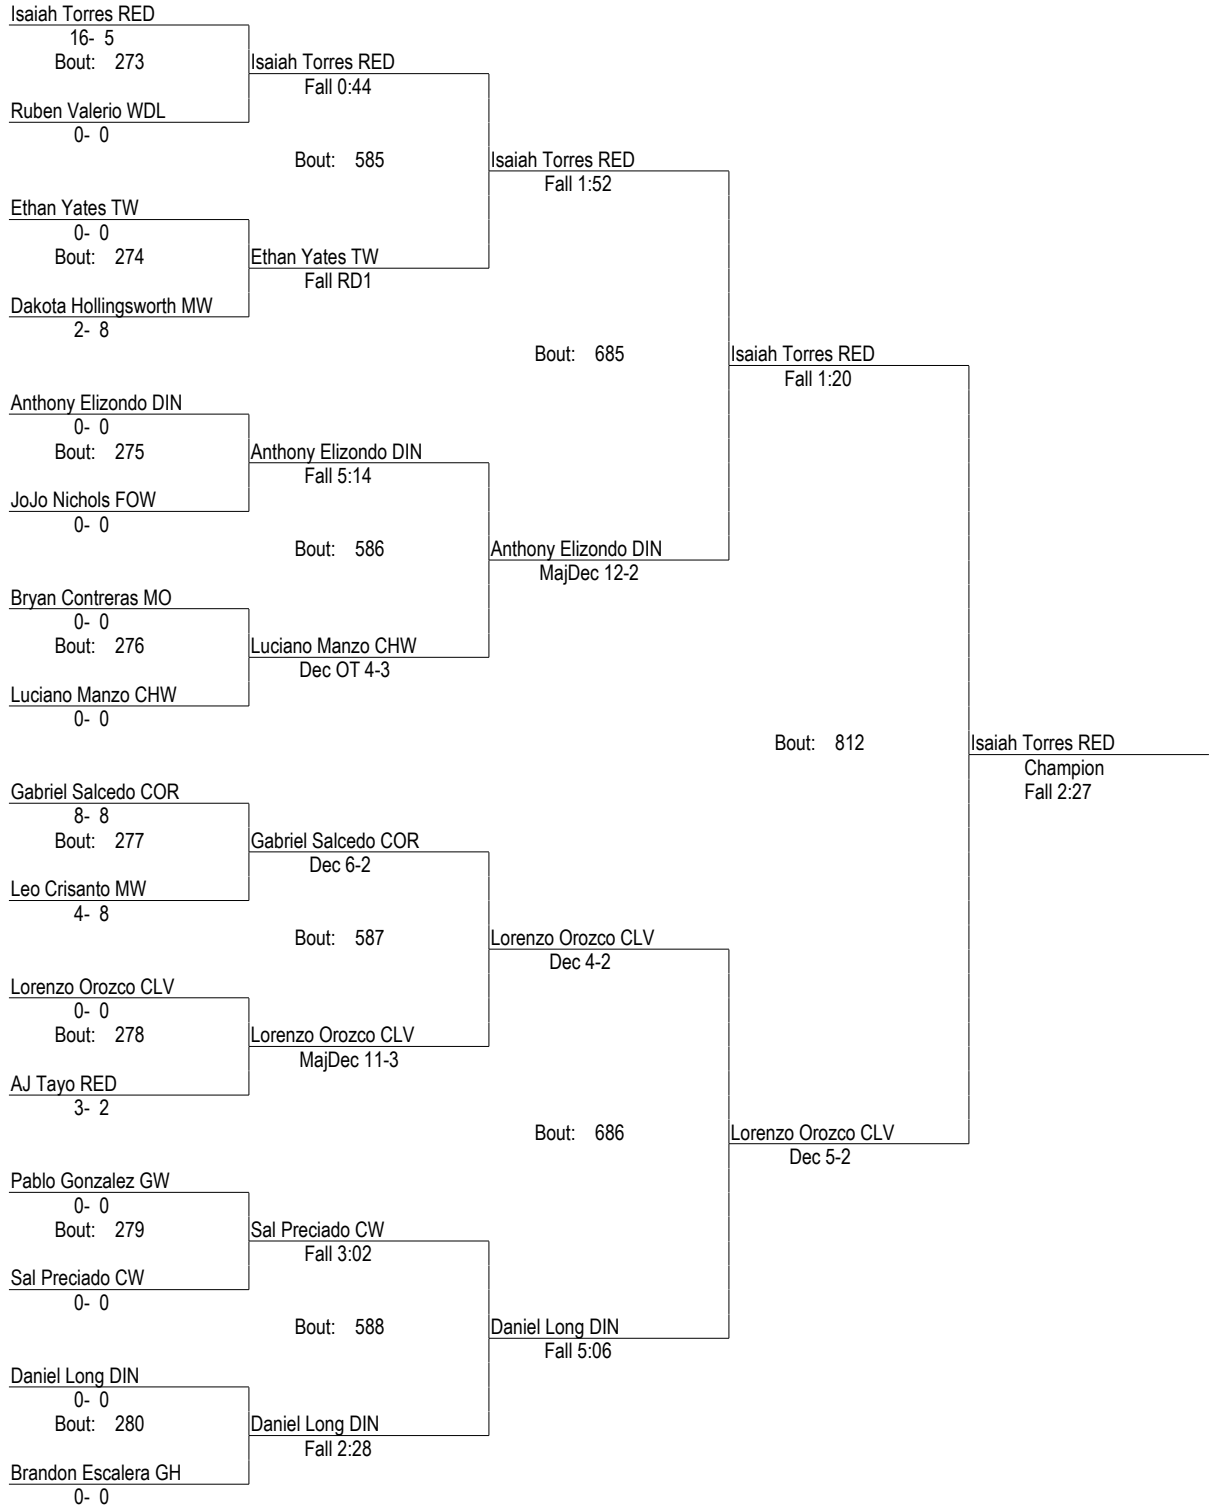 Isaiah Torres RED
16- 5
Bout: 273
Isaiah Torres RED
Fall 0:44
Ruben Valerio WDL
0- 0
Bout: 585
Isaiah Torres RED
Fall 1:52
Ethan Yates TW
0- 0
Bout: 274
Ethan Yates TW
Fall RD1
Dakota Hollingsworth MW
2- 8
Bout: 685
Isaiah Torres RED
Fall 1:20
Anthony Elizondo DIN
0- 0
Bout: 275
Anthony Elizondo DIN
Fall 5:14
JoJo Nichols FOW
0- 0
Bout: 586
Anthony Elizondo DIN
MajDec 12-2
Bryan Contreras MO
0- 0
Bout: 276
Luciano Manzo CHW
Dec OT 4-3
Luciano Manzo CHW
0- 0
Bout: 812
Isaiah Torres RED
Champion
Fall 2:27
Gabriel Salcedo COR
8- 8
Bout: 277
Gabriel Salcedo COR
Dec 6-2
Leo Crisanto MW
4- 8
Bout: 587
Lorenzo Orozco CLV
Dec 4-2
Lorenzo Orozco CLV
0- 0
Bout: 278
Lorenzo Orozco CLV
MajDec 11-3
AJ Tayo RED
3- 2
Bout: 686
Lorenzo Orozco CLV
Dec 5-2
Pablo Gonzalez GW
0- 0
Bout: 279
Sal Preciado CW
Fall 3:02
Sal Preciado CW
0- 0
Bout: 588
Daniel Long DIN
Fall 5:06
Daniel Long DIN
0- 0
Bout: 280
Daniel Long DIN
Fall 2:28
Brandon Escalera GH
0- 0